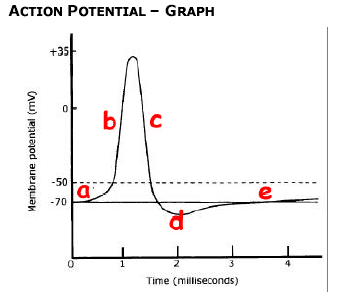 ACTION POTENTIAL – GRAPH
+35
b
c
0
Membrane potential (mV)
-50
a
e
-70
d
0 1 2 3 4
Time (milliseconds)